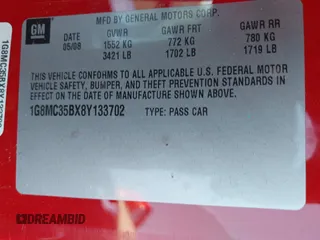 MFD BY GENERAL MOTORS CORP.
GM
DATE GVWR GAWR FRT GAWR RR
05/08 1552 KG 772 KG 780 KG
3421 LB 1702 LB 1719 LB
THIS VEHICLE CONFORMS TO ALL APPLICABLE U.S. FEDERAL MOTOR
VEHICLE SAFETY, BUMPER, AND THEFT PREVENTION STANDARDS
IN EFFECT ON THE DATE OF MANUFACTURE SHOWN ABOVE.
1G8MC35BX8Y133702 TYPE: PASS CAR
1G8MC35BX8Y133702
DREAMBID